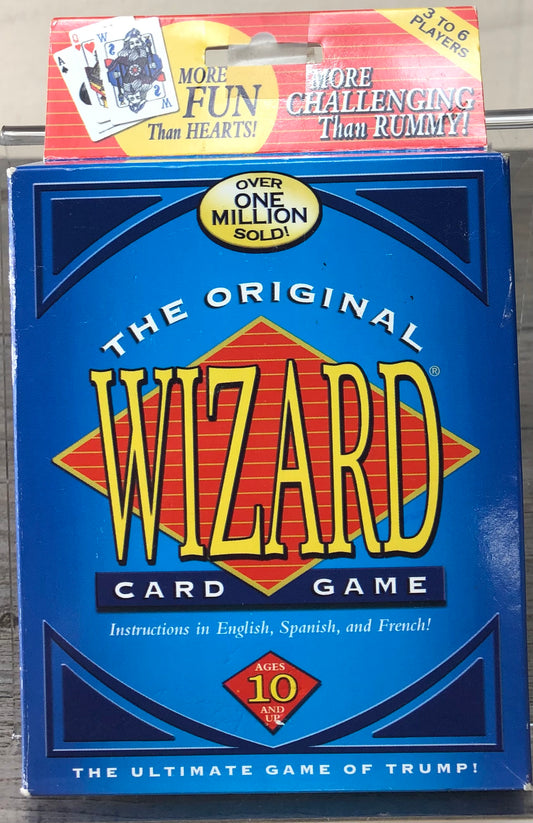 A
Q
W
W
MORE
FUN
Than HEARTS!
MORE
CHALLENGING
Than RUMMY!
3 TO 6
PLAYERS
OVER
ONE
MILLION
SOLD!
THE ORIGINAL
WIZARD®
CARD GAME
Instructions in English, Spanish, and French!
AGES
10
AND
UP
THE ULTIMATE GAME OF TRUMP!